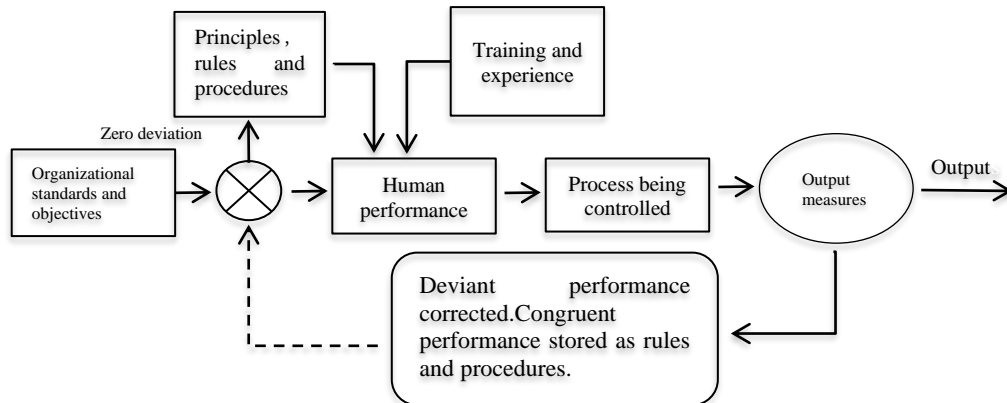 Principles ,
rules and
procedures
Training and
experience
Zero deviation
Organizational
standards and
objectives
Human
performance
Process being
controlled
Output
measures
Output
Deviant performance
corrected.Congruent
performance stored as rules
and procedures.